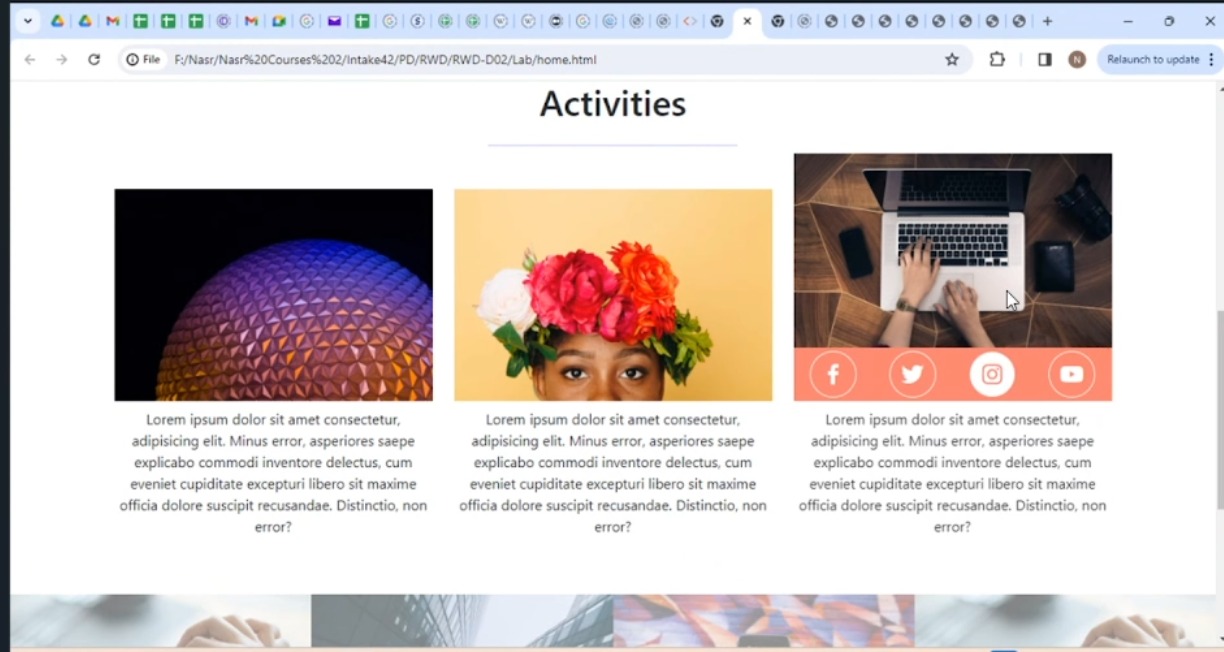 File
F:/Nasr/Nasr%20Courses%202/Intake42/PD/RWD/RWD-D02/Lab/home.html
N
Relaunch to update
Activities
Lorem ipsum dolor sit amet consectetur,
adipisicing elit. Minus error, asperiores saepe
explicabo commodi inventore delectus, cum
eveniet cupiditate excepturi libero sit maxime
officia dolore suscipit recusandae. Distinctio, non
error?
Lorem ipsum dolor sit amet consectetur,
adipisicing elit. Minus error, asperiores saepe
explicabo commodi inventore delectus, cum
eveniet cupiditate excepturi libero sit maxime
officia dolore suscipit recusandae. Distinctio, non
error?
Lorem ipsum dolor sit amet consectetur,
adipisicing elit. Minus error, asperiores saepe
explicabo commodi inventore delectus, cum
eveniet cupiditate excepturi libero sit maxime
officia dolore suscipit recusandae. Distinctio, non
error?